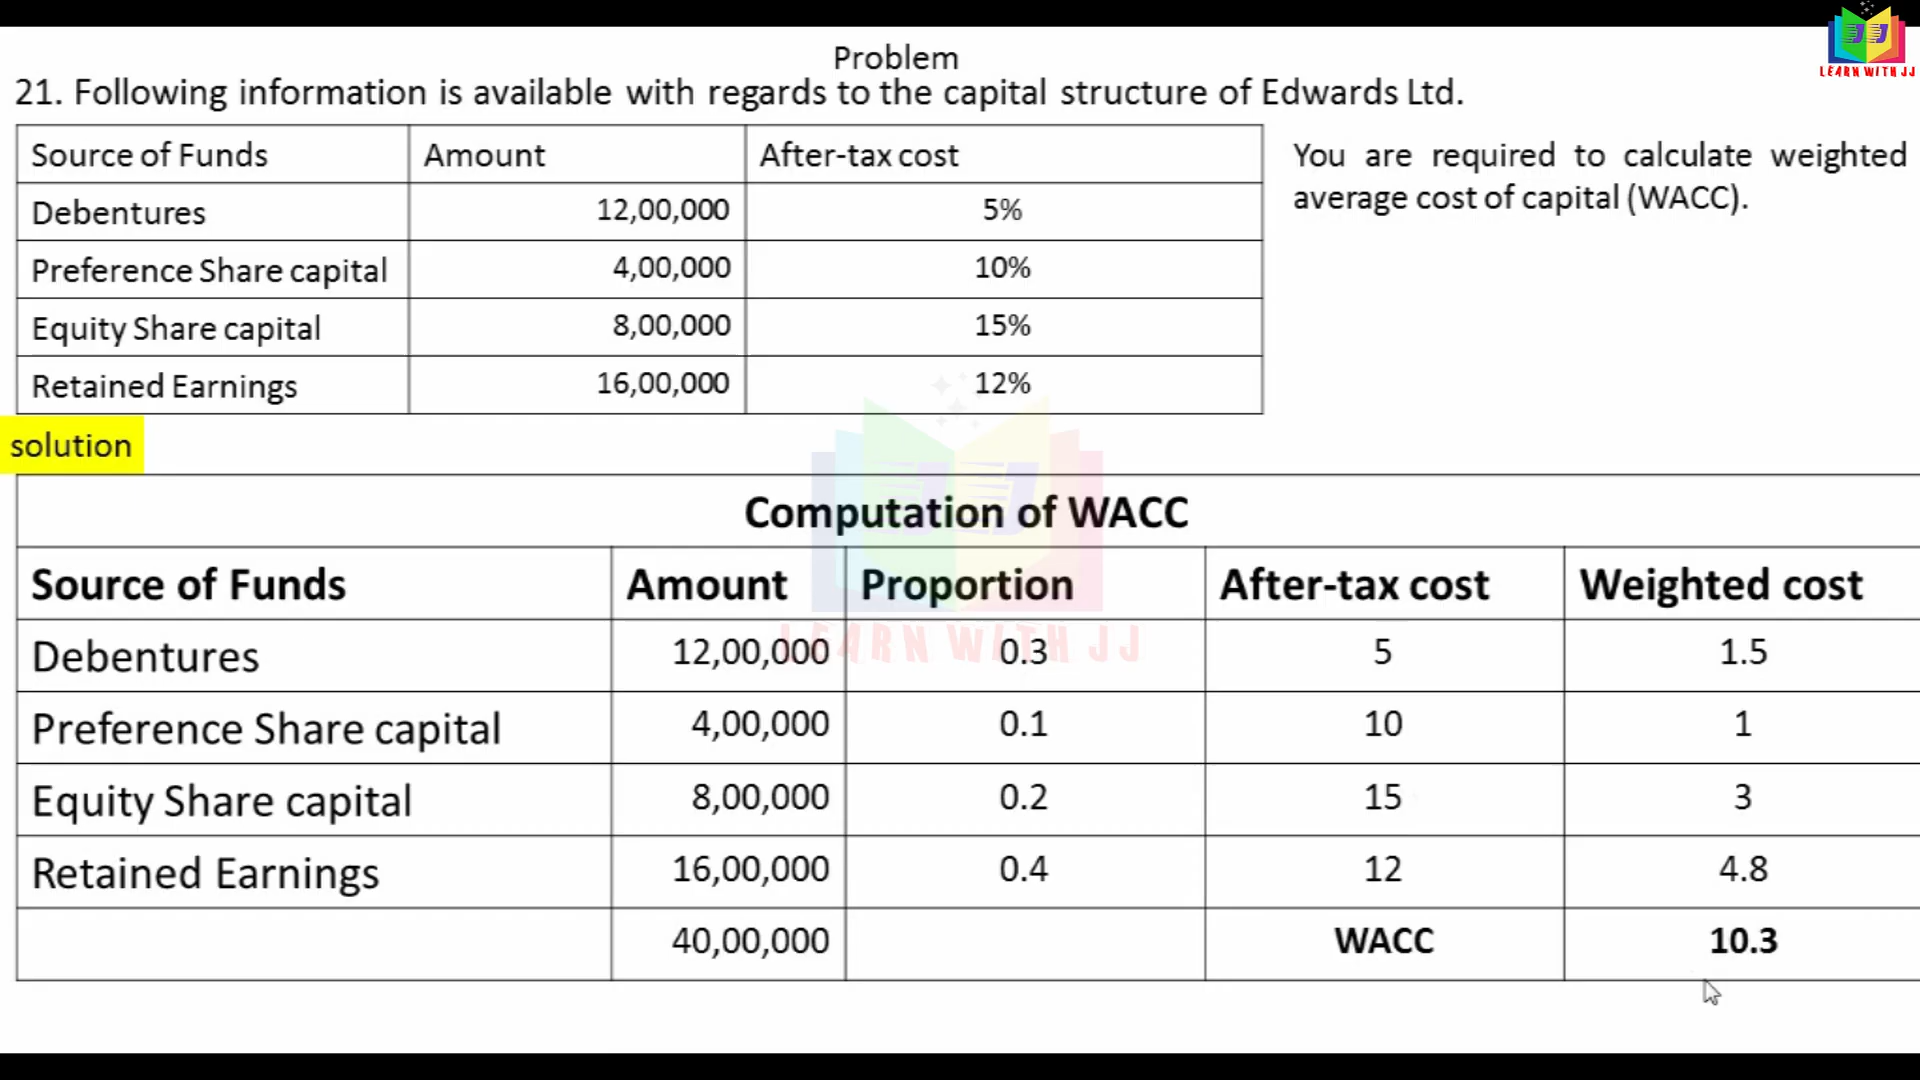 LEARN WITH JJ
Problem
21. Following information is available with regards to the capital structure of Edwards Ltd.
Source of Funds Amount After-tax cost
Debentures 12,00,000 5%
Preference Share capital 4,00,000 10%
Equity Share capital 8,00,000 15%
Retained Earnings 16,00,000 12%
You are required to calculate weighted
average cost of capital (WACC).
solution
Computation of WACC
Source of Funds Amount Proportion After-tax cost Weighted cost
Debentures 12,00,000 0.3 5 1.5
Preference Share capital 4,00,000 0.1 10 1
Equity Share capital 8,00,000 0.2 15 3
Retained Earnings 16,00,000 0.4 12 4.8
40,00,000 WACC 10.3
LEARN WITH JJ